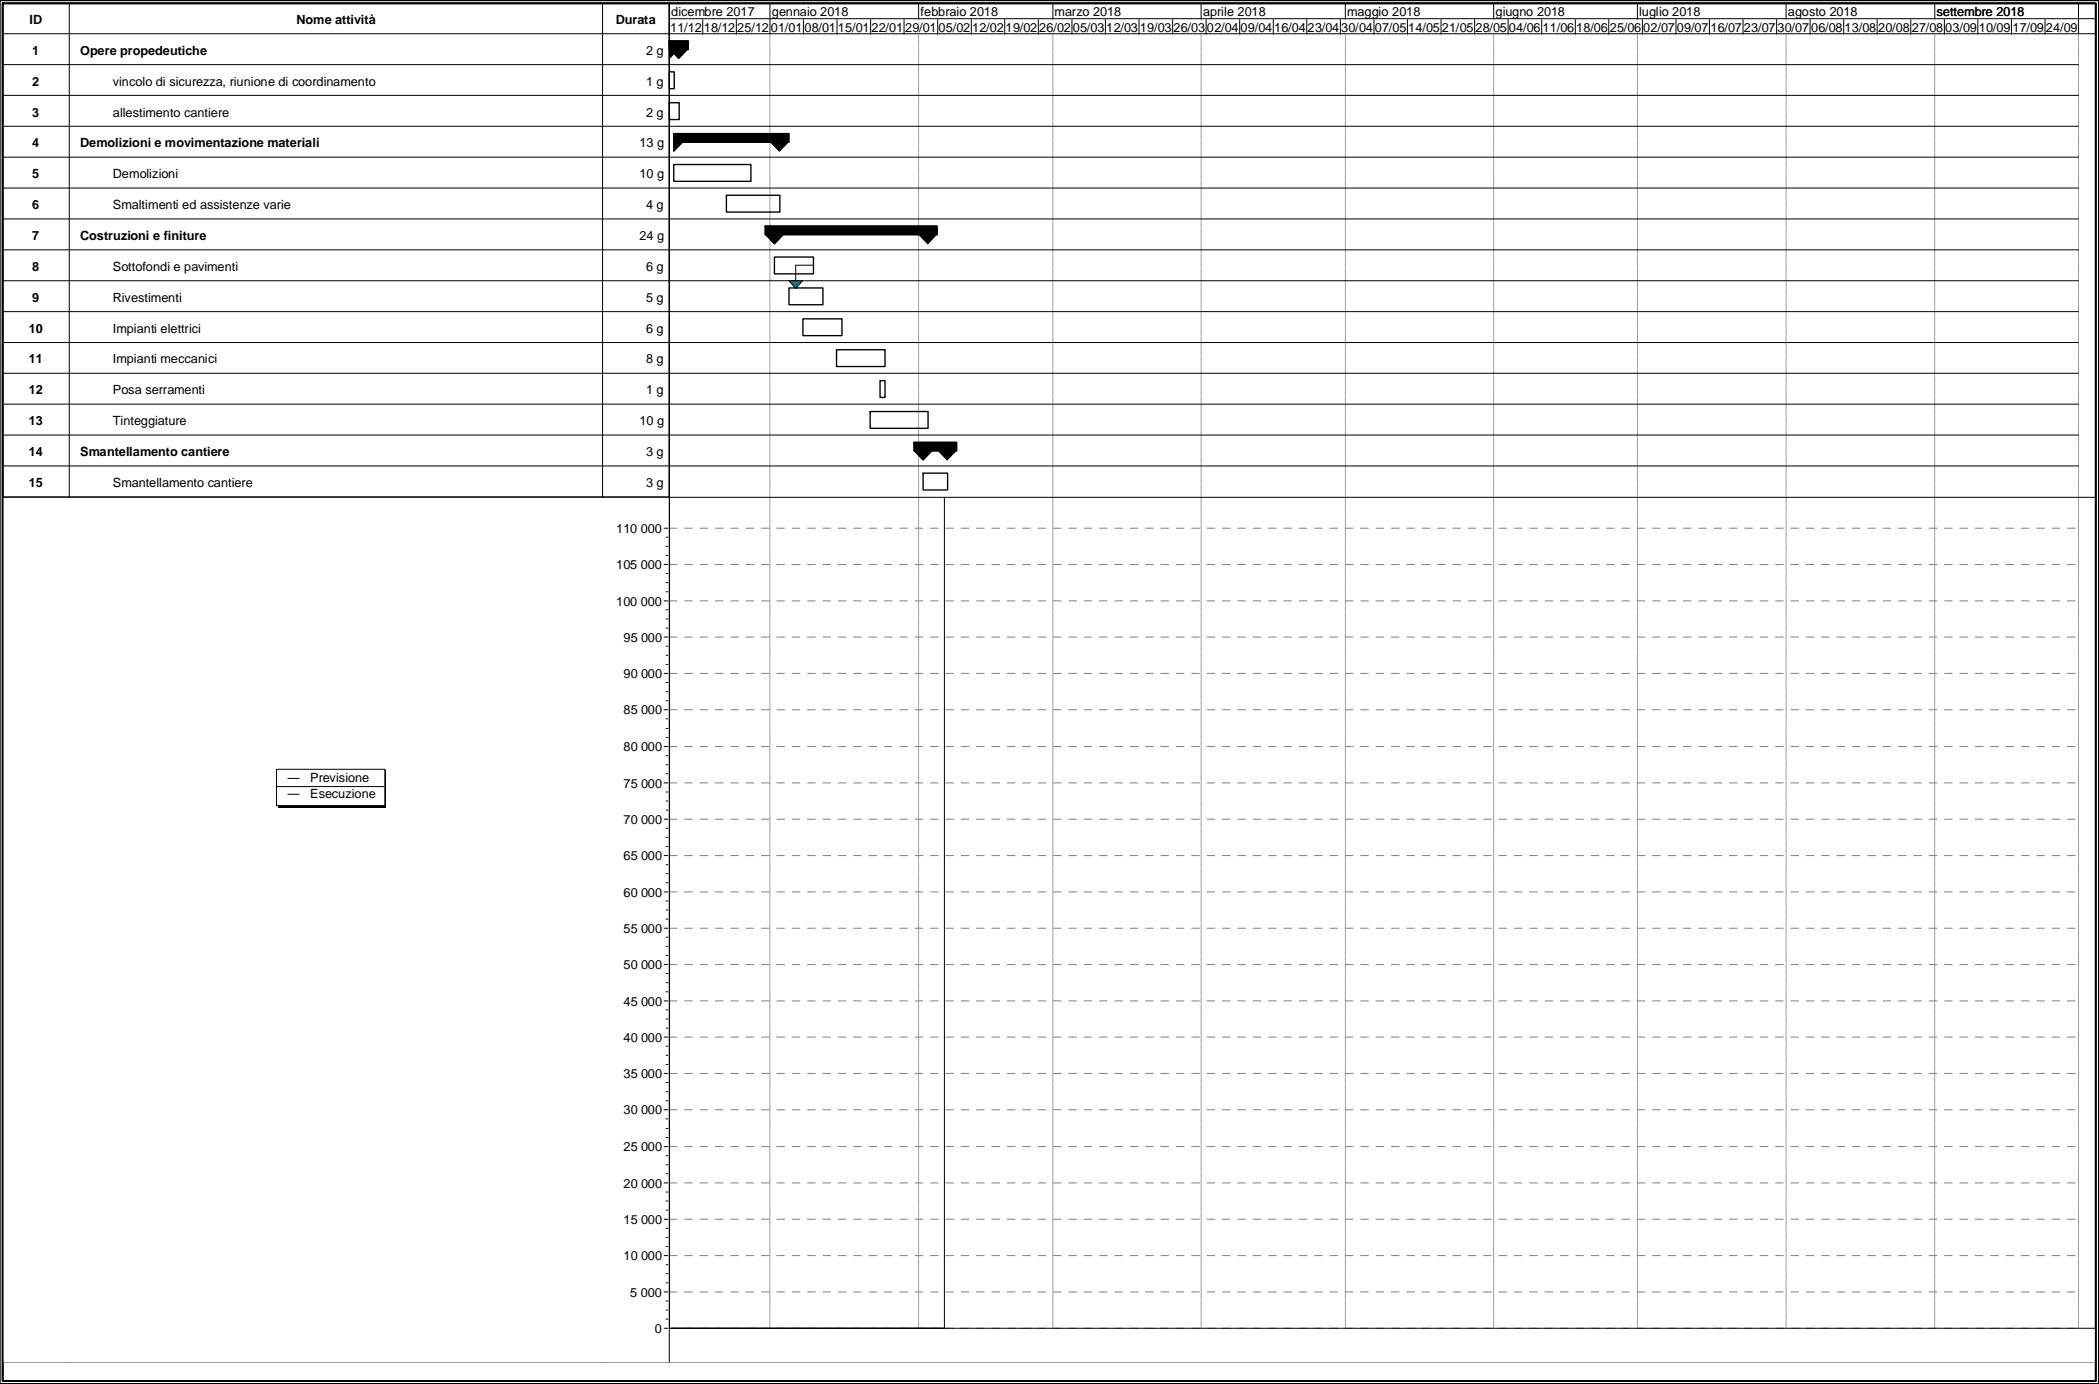 ID Nome attività Durata dicembre 2017 gennaio 2018 febbraio 2018 marzo 2018 aprile 2018 maggio 2018 giugno 2018 luglio 2018 agosto 2018 settembre 2018
11/12 18/12 25/12 01/01 08/01 15/01 22/01 29/01 05/02 12/02 19/02 26/02 05/03 12/03 19/03 26/03 02/04 09/04 16/04 23/04 30/04 07/05 14/05 21/05 28/05 04/06 11/06 18/06 25/06 02/07 09/07 16/07 23/07 30/07 06/08 13/08 20/08 27/08 03/09 10/09 17/09 24/09
1 Opere propedeutiche 2 g
2 vincolo di sicurezza, riunione di coordinamento 1 g
3 allestimento cantiere 2 g
4 Demolizioni e movimentazione materiali 13 g
5 Demolizioni 10 g
6 Smaltimenti ed assistenze varie 4 g
7 Costruzioni e finiture 24 g
8 Sottofondi e pavimenti 6 g
9 Rivestimenti 5 g
10 Impianti elettrici 6 g
11 Impianti meccanici 8 g
12 Posa serramenti 1 g
13 Tinteggiature 10 g
14 Smantellamento cantiere 3 g
15 Smantellamento cantiere 3 g
110 000
105 000
100 000
95 000
90 000
85 000
80 000
75 000
70 000
65 000
60 000
55 000
50 000
45 000
40 000
35 000
30 000
25 000
20 000
15 000
10 000
5 000
0
Previsione
Esecuzione